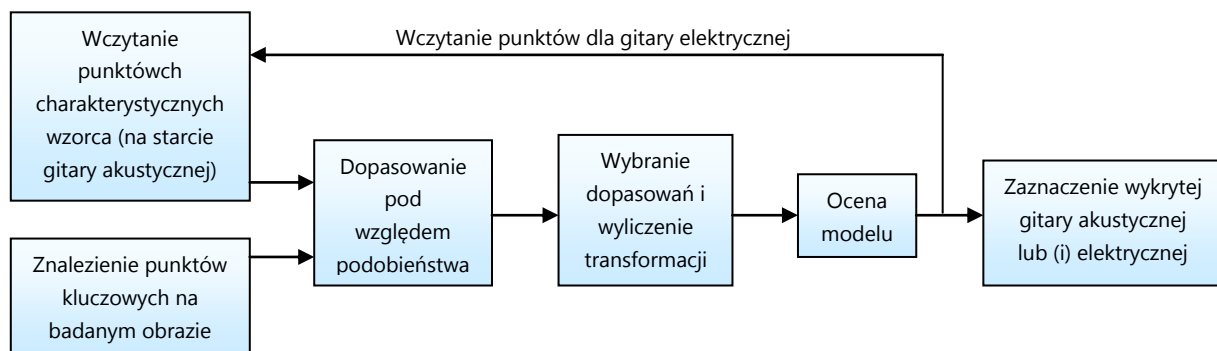 Wczytanie
punktówch
charakterystycznych
wzorca (na starcie
gitary akustycznej)
Wczytanie punktów dla gitary elektrycznej
Znalezienie punktów
kluczowych na
badanym obrazie
Dopasowanie
pod
względem
podobieństwa
Wybranie
dopasowań i
wyliczenie
transformacji
Ocena
modelu
Zaznaczenie wykrytej
gitary akustycznej
lub (i) elektrycznej